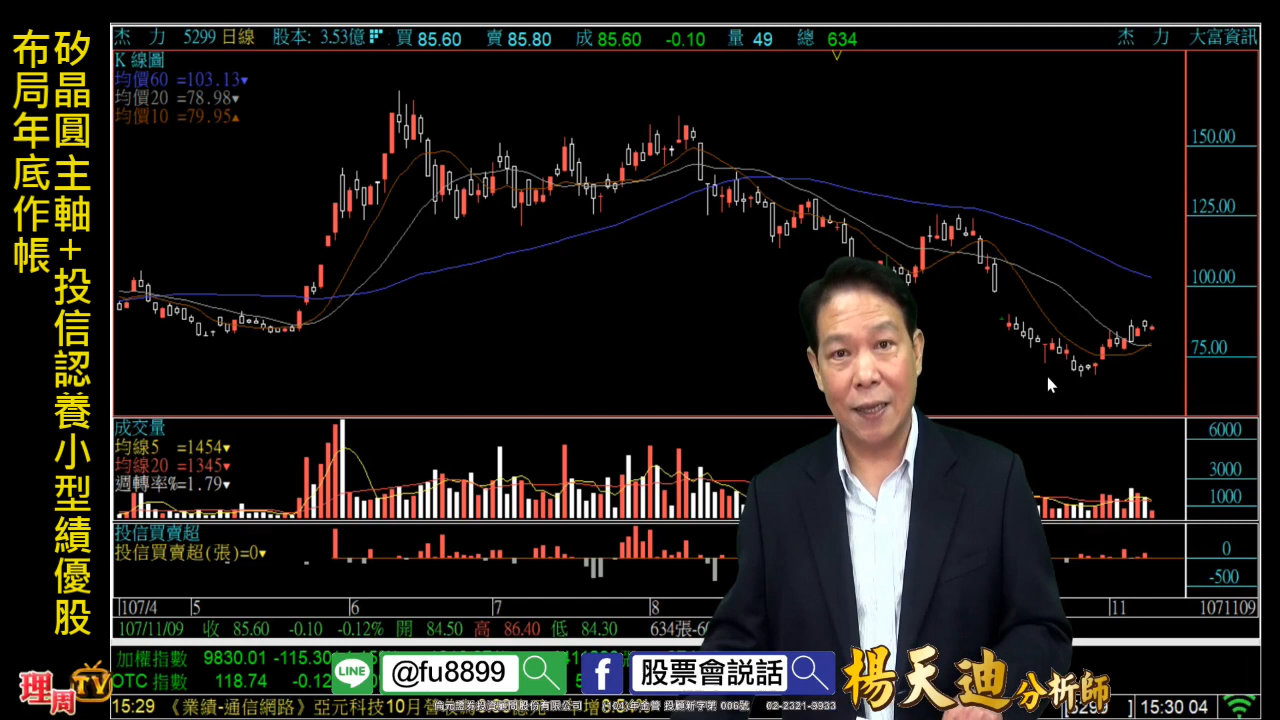 矽晶圓主軸+投信認養小型績優股
布局年底作帳
杰 力 5299 日線 股本: 3.53億 買 85.60 賣 85.80 成 85.60 -0.10 量 49 總 634 杰 力 大富資訊
K 線圖
均價60 =103.13▼
均價20 =78.98▼
均價10 =79.95▲
150.00
125.00
100.00
75.00
成交量
均線5 =1454▼
均線20 =1345▼
週轉率%=1.79▼
6000
3000
1000
投信買賣超
投信買賣超(張)=0▼
0
-500
107/4 5 6 7 8 11 1071109
107/11/09 收 85.60 -0.10 -0.12% 開 84.50 高 86.40 低 84.30 634張
加權指數 9830.01 -115.30
OTC 指數 118.74
LINE @fu8899
f 股票會說話
楊天迪分析師
理周TV
15:29 《業績-通信網路》亞元科技10月營收
02-2321-9933
15:30 04